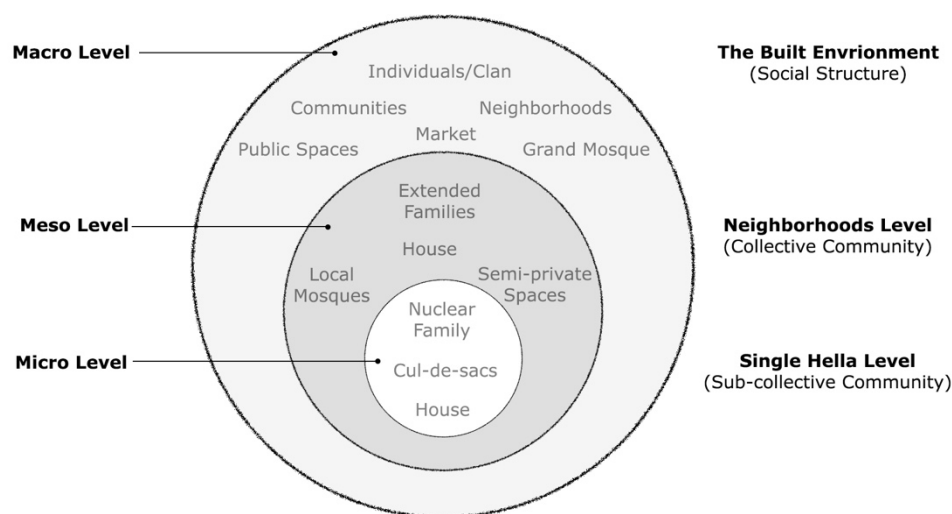 Macro Level
The Built Envrionment
(Social Structure)
Individuals/Clan
Communities
Neighborhoods
Market
Public Spaces
Grand Mosque
Meso Level
Neighborhoods Level
(Collective Community)
Extended
Families
House
Local
Mosques
Semi-private
Spaces
Micro Level
Single Hella Level
(Sub-collective Community)
Nuclear
Family
Cul-de-sacs
House